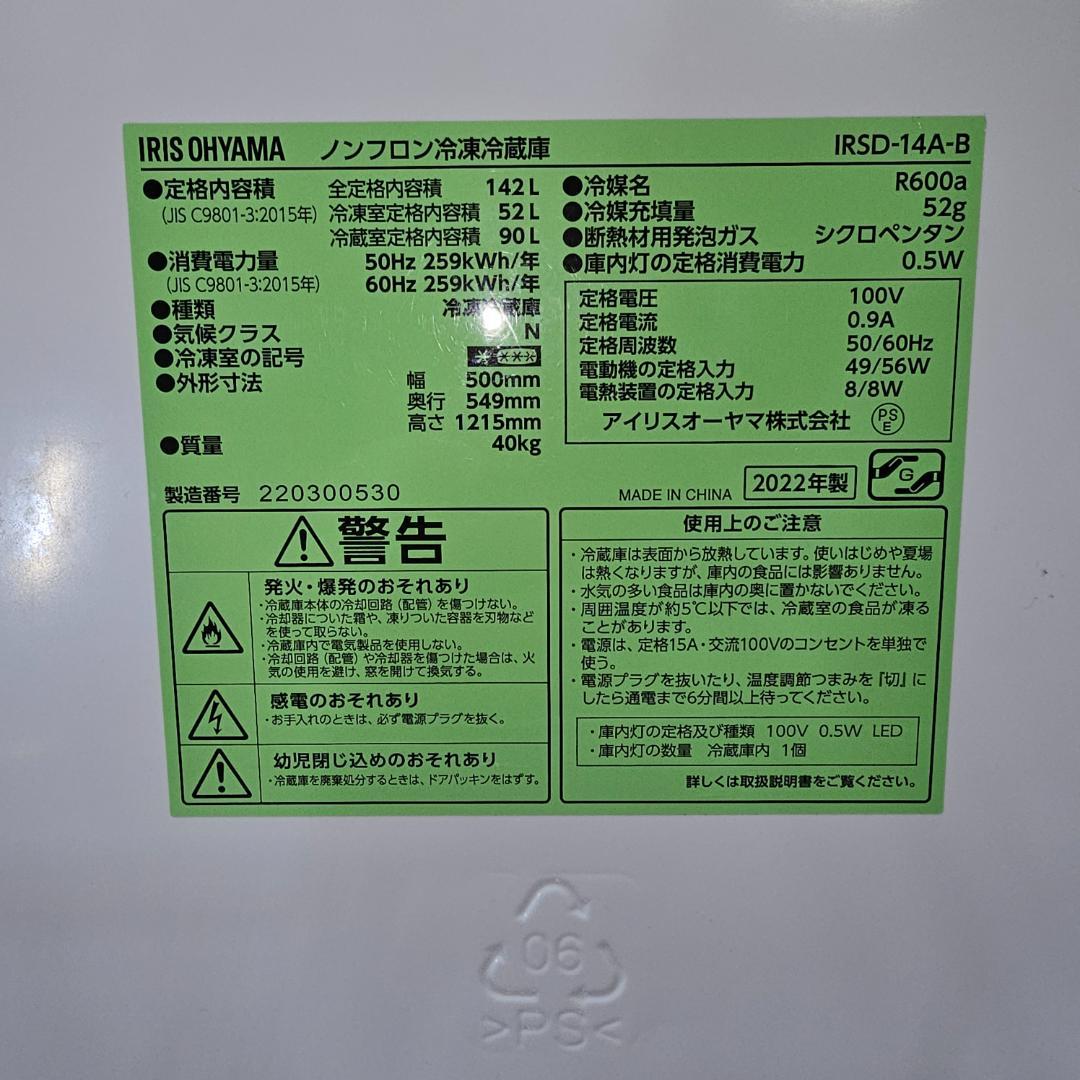 IRIS OHYAMA ノンフロン冷凍冷蔵庫 IRSD-14A-B
●定格内容積 全定格内容積 142L
(JIS C9801-3:2015年) 冷凍室定格内容積 52L
冷蔵室定格内容積 90L
●消費電力量 50Hz 259kWh/年
(JIS C9801-3:2015年) 60Hz 259kWh/年
●種類 冷凍冷蔵庫
●気候クラス N
●冷凍室の記号
●外形寸法 幅 500mm
奥行 549mm
高さ 1215mm
●質量 40kg
●冷媒名 R600a
●冷媒充填量 52g
●断熱材用発泡ガス シクロペンタン
●庫内灯の定格消費電力 0.5W
定格電圧 100V
定格電流 0.9A
定格周波数 50/60Hz
電動機の定格入力 49/56W
電熱装置の定格入力 8/8W
アイリスオーヤマ株式会社 PSE
製造番号 220300530
MADE IN CHINA 2022年製 G
警告
発火・爆発のおそれあり
・冷蔵庫本体の冷却回路(配管)を傷つけない。
・冷却器についた霜や、凍りついた容器を刃物など
を使って取らない。
・冷蔵庫内で電気製品を使用しない。
・冷却回路(配管)や冷却器を傷つけた場合は、火
気の使用を避け、窓を開けて換気する。
感電のおそれあり
・お手入れのときは、必ず電源プラグを抜く。
幼児閉じ込めのおそれあり
・冷蔵庫を廃棄処分するときは、ドアパッキンをはずす。
使用上のご注意
・冷蔵庫は表面から放熱しています。使いはじめや夏場
は熱くなりますが、庫内の食品には影響ありません。
・水気の多い食品は庫内の奥に置かないでください。
・周囲温度が約5℃以下では、冷蔵室の食品が凍る
ことがあります。
・電源は、定格15A・交流100Vのコンセントを単独で
使う。
・電源プラグを抜いたり、温度調節つまみを『切』に
したら通電まで6分間以上待ってください。
・庫内灯の定格及び種類 100V 0.5W LED
・庫内灯の数量 冷蔵庫内 1個
詳しくは取扱説明書をご覧ください。
06
>PS<